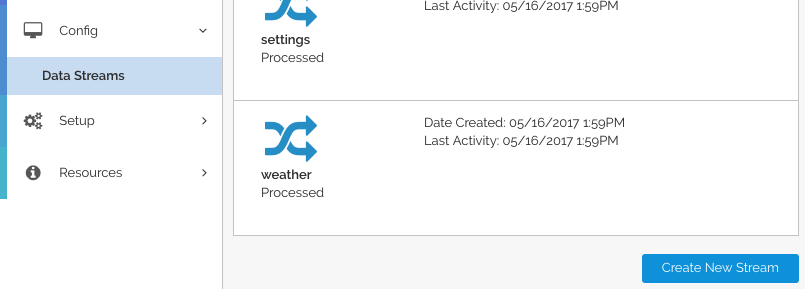 Config
Data Streams
Setup
Resources
Last Activity: 05/16/2017 1:59PM
settings
Processed
Date Created: 05/16/2017 1:59PM
Last Activity: 05/16/2017 1:59PM
weather
Processed
Create New Stream